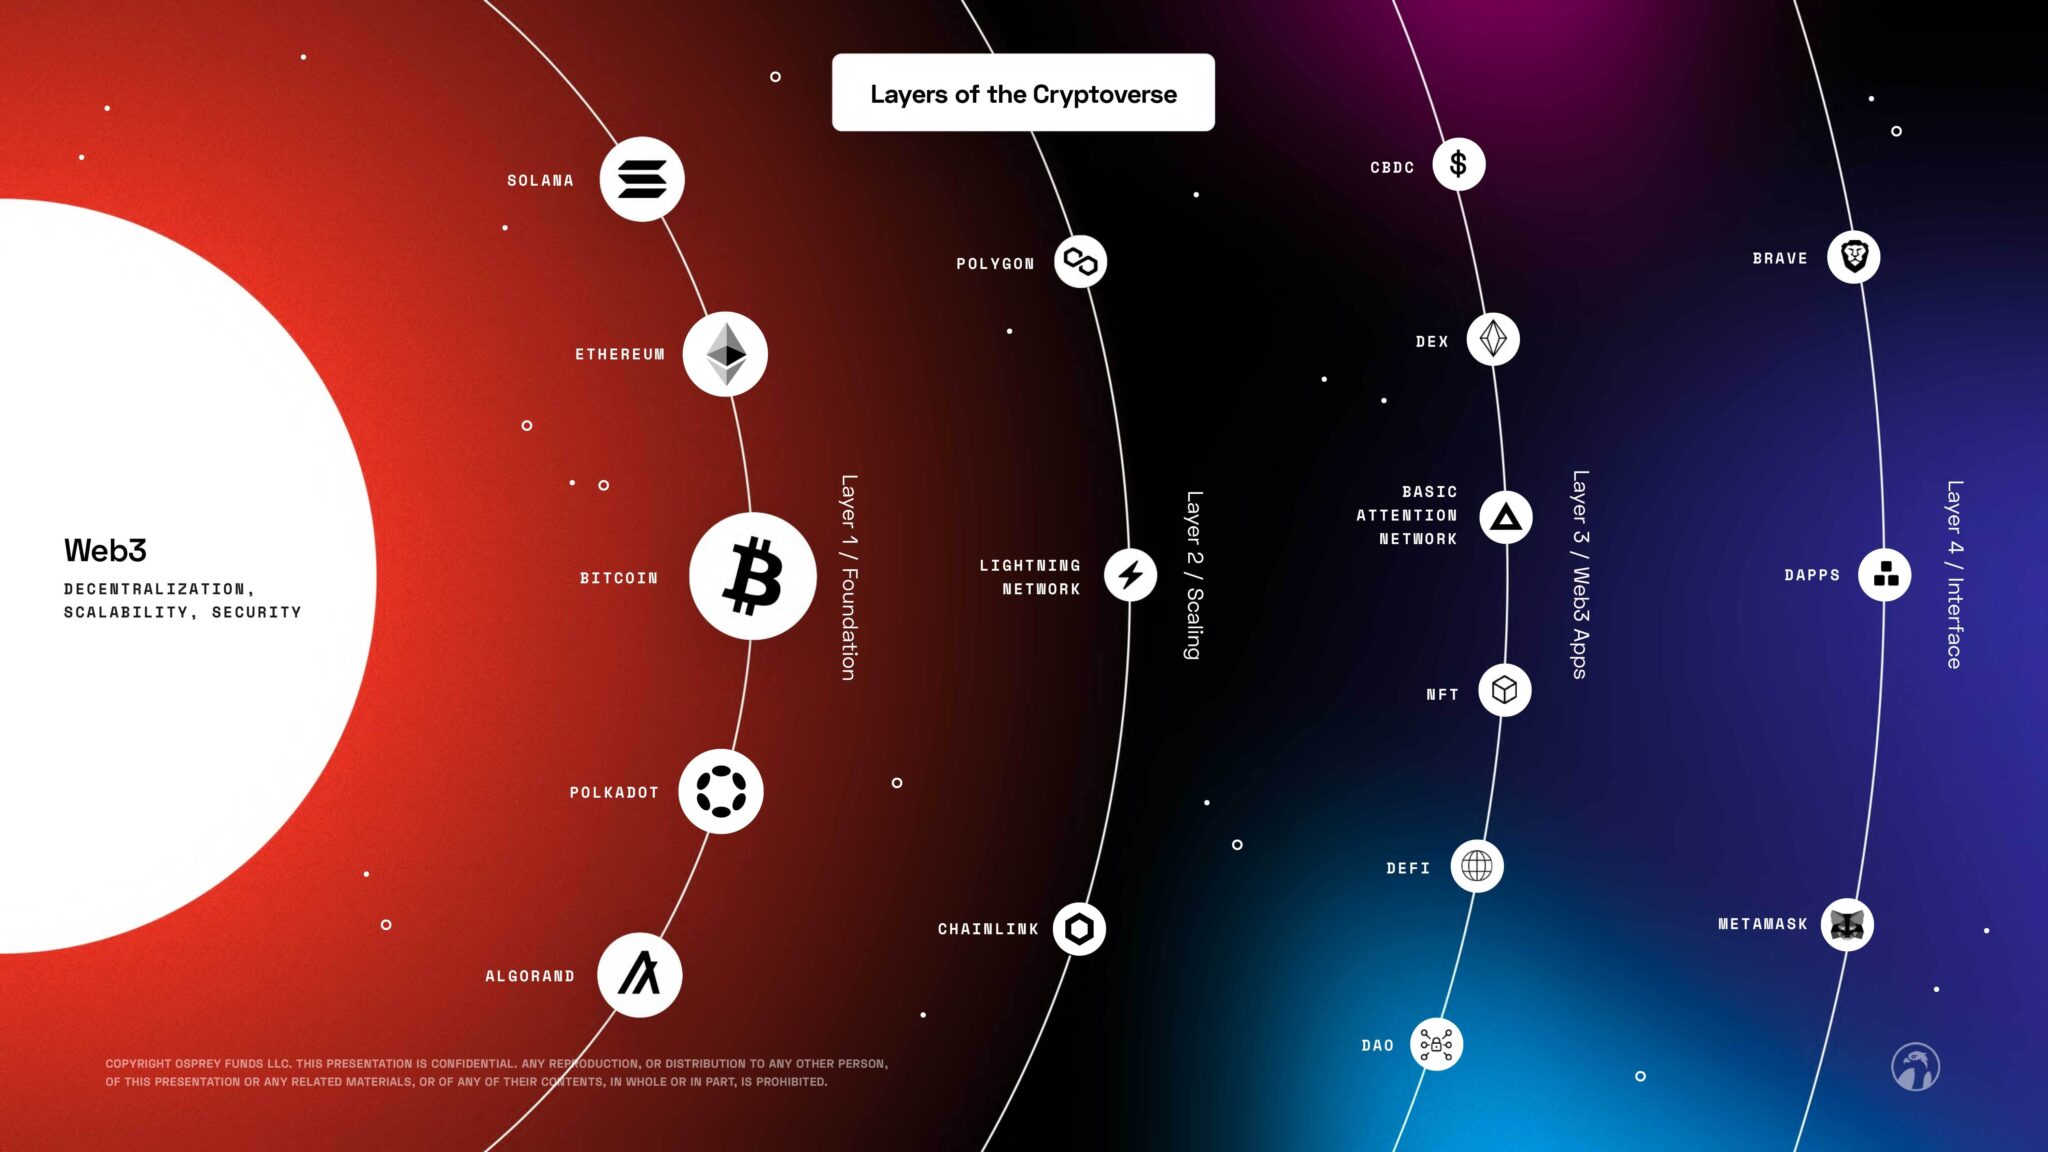 Layers of the Cryptoverse
Web3
DECENTRALIZATION,
SCALABILITY, SECURITY
SOLANA
ETHEREUM
BITCOIN
POLKADOT
ALGORAND
Layer 1 / Foundation
POLYGON
LIGHTNING
NETWORK
CHAINLINK
Layer 2 / Scaling
CBDC
$
DEX
BASIC
ATTENTION
NETWORK
NFT
DEFI
DAO
Layer 3 / Web3 Apps
BRAVE
DAPPS
METAMASK
Layer 4 / Interface
COPYRIGHT OSPREY FUNDS LLC. THIS PRESENTATION IS CONFIDENTIAL. ANY REPRODUCTION, OR DISTRIBUTION TO ANY OTHER PERSON,
OF THIS PRESENTATION OR ANY RELATED MATERIALS, OR OF ANY OF THEIR CONTENTS, IN WHOLE OR IN PART, IS PROHIBITED.